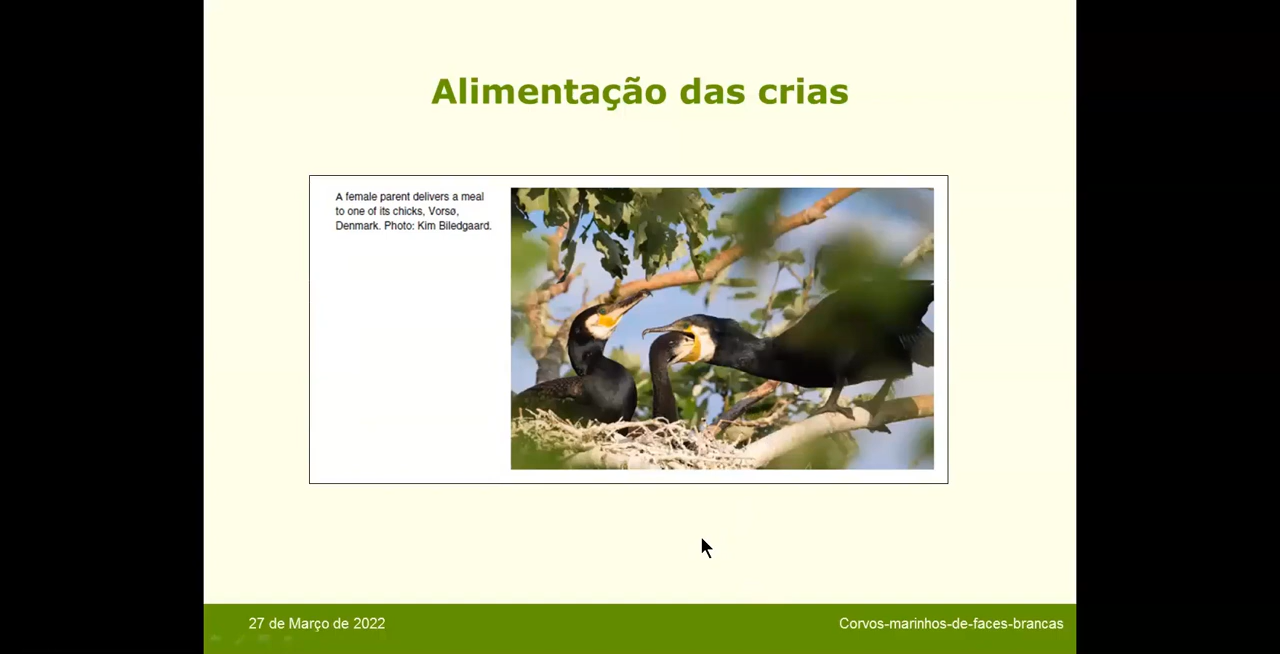 Alimentação das crias
A female parent delivers a meal
to one of its chicks, Vorsø,
Denmark. Photo: Kim Biledgaard.
27 de Março de 2022
Corvos-marinhos-de-faces-brancas